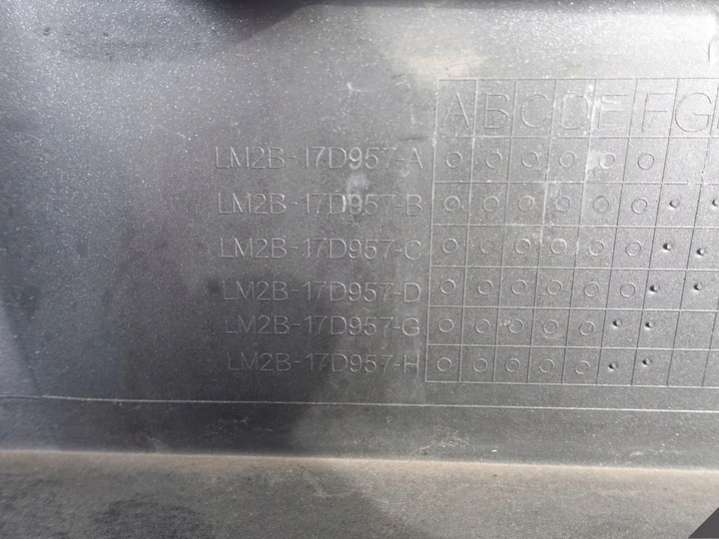 A B C D E F G
LM2B-17D957-A
LM2B-17D957-B
LM2B-17D957-C
LM2B-17D957-D
LM2B-17D957-G
LM2B-17D957-H